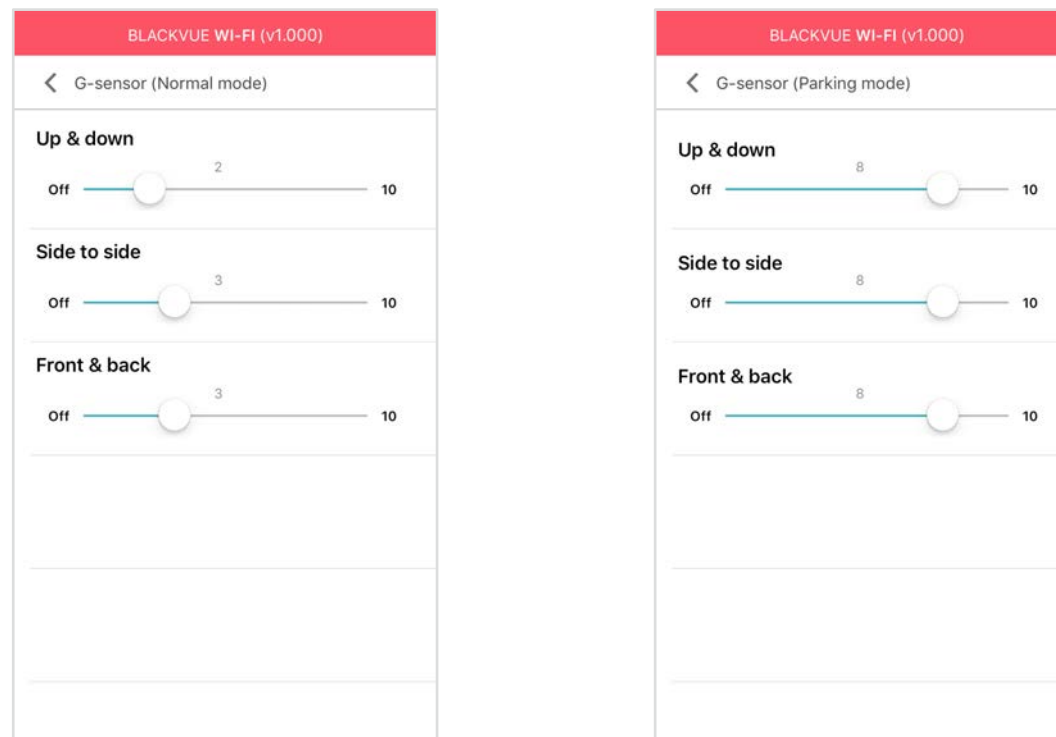 BLACKVUE WI-FI (v1.000)
G-sensor (Normal mode)
Up & down
2
Off 10
Side to side
3
Off 10
Front & back
3
Off 10
BLACKVUE WI-FI (v1.000)
G-sensor (Parking mode)
Up & down
8
Off 10
Side to side
8
Off 10
Front & back
8
Off 10